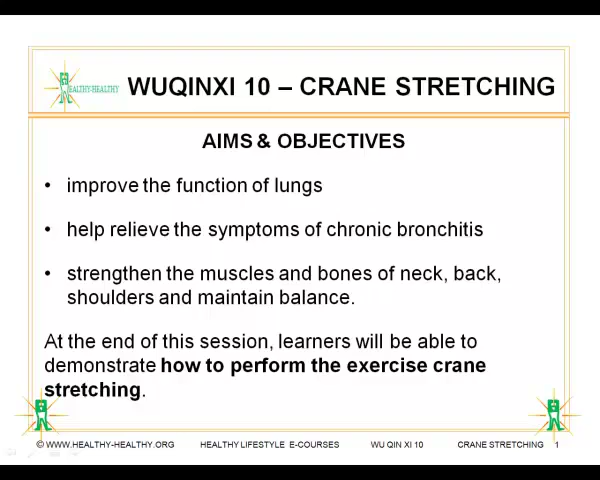 EALTHY-HEALTHY
WUQINXI 10 – CRANE STRETCHING
AIMS & OBJECTIVES
• improve the function of lungs
• help relieve the symptoms of chronic bronchitis
• strengthen the muscles and bones of neck, back,
shoulders and maintain balance.
At the end of this session, learners will be able to
demonstrate how to perform the exercise crane
stretching.
© WWW.HEALTHY-HEALTHY.ORG HEALTHY LIFESTYLE E-COURSES WU QIN XI 10 CRANE STRETCHING 1